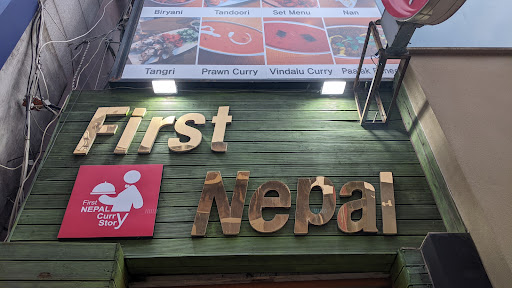 Biryani Tandoori Set Menu Nan
Tangri Prawn Curry Vindalu Curry
First
Nepal
First
NEPAL
Curry
Story